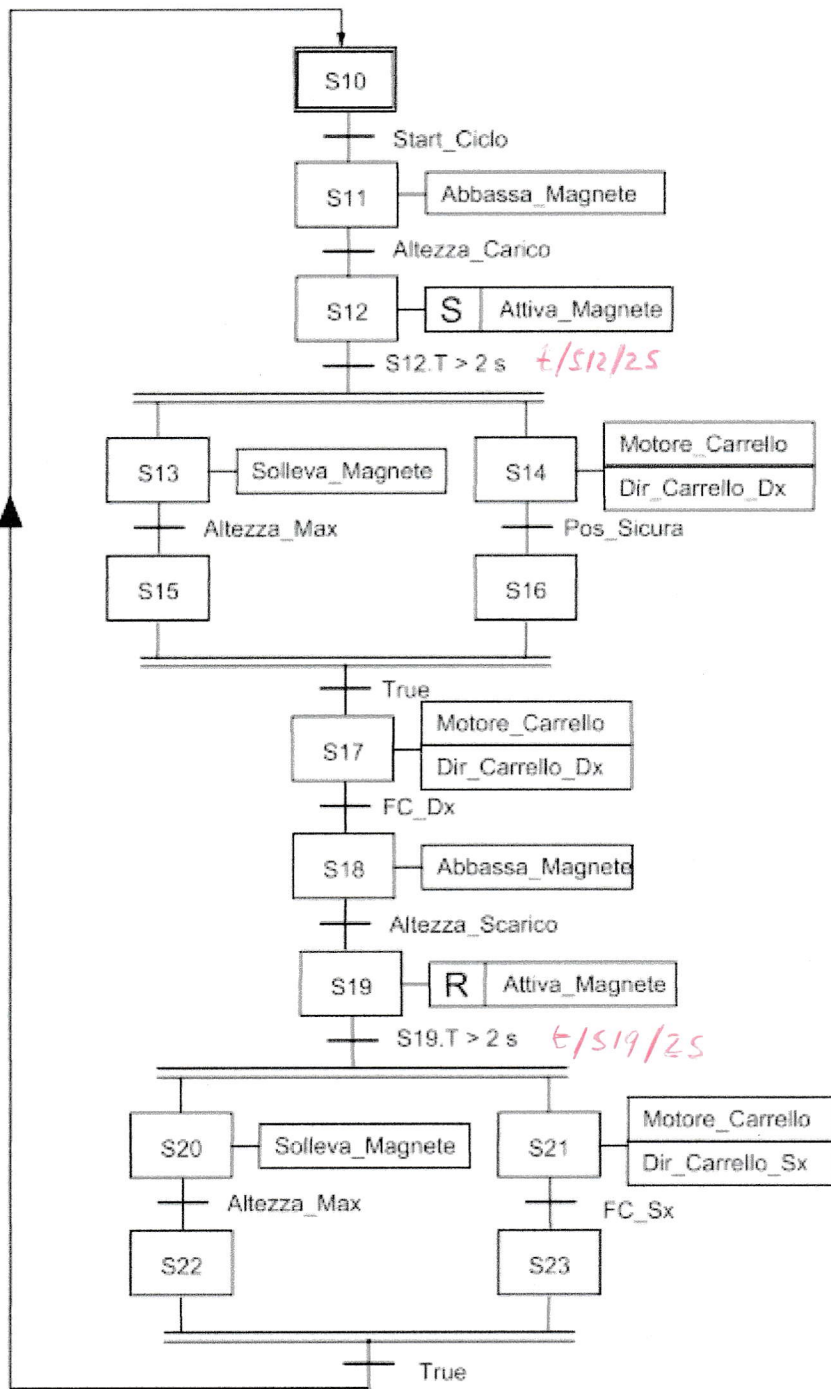 S10
Start_Ciclo
S11 Abbassa_Magnete
Altezza_Carico
S12 S Attiva_Magnete
S12.T > 2 s t/S12/2S
S13 Solleva_Magnete S14 Motore_Carrello
Dir_Carrello_Dx
Altezza_Max Pos_Sicura
S15 S16
True
S17 Motore_Carrello
Dir_Carrello_Dx
FC_Dx
S18 Abbassa_Magnete
Altezza_Scarico
S19 R Attiva_Magnete
S19.T > 2 s t/S19/2S
S20 Solleva_Magnete S21 Motore_Carrello
Dir_Carrello_Sx
Altezza_Max FC_Sx
S22 S23
True